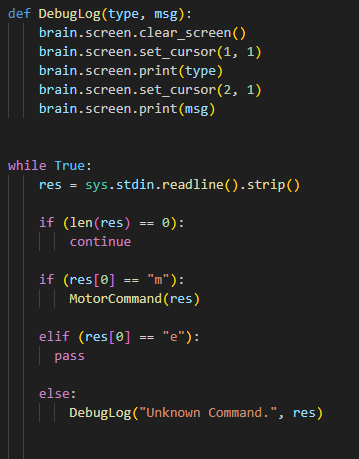 def DebugLog(type, msg):
    brain.screen.clear_screen()
    brain.screen.set_cursor(1, 1)
    brain.screen.print(type)
    brain.screen.set_cursor(2, 1)
    brain.screen.print(msg)
while True:
    res = sys.stdin.readline().strip()
    if (len(res) == 0):
        continue
    if (res[0] == "m"):
        MotorCommand(res)
    elif (res[0] == "e"):
      pass
    else:
        DebugLog("Unknown Command.", res)